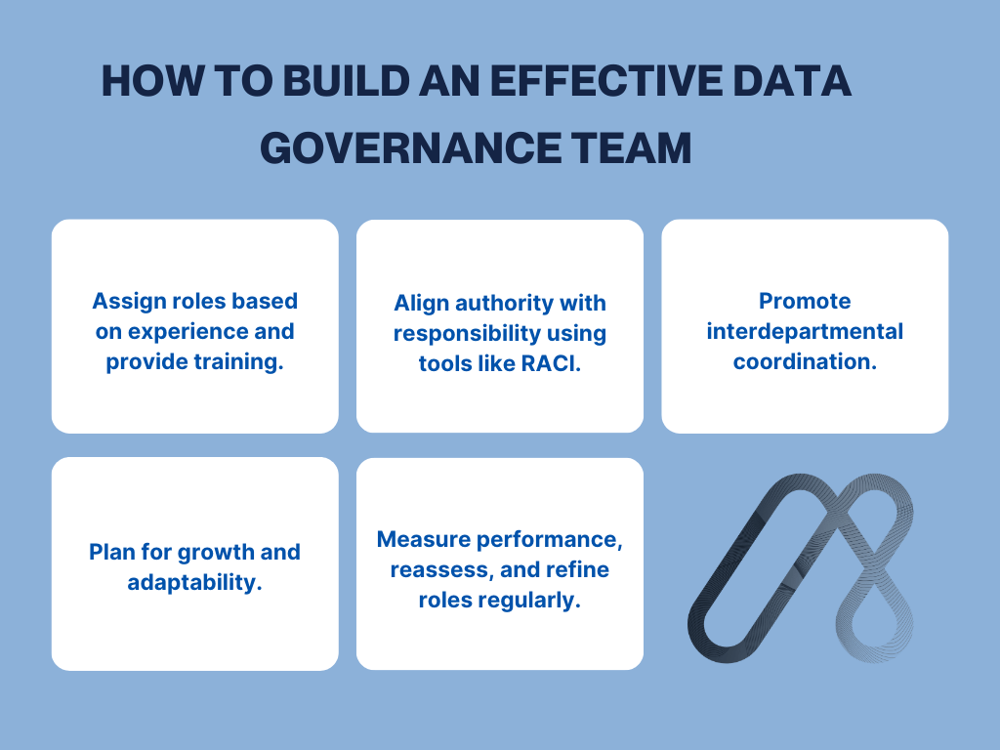 HOW TO BUILD AN EFFECTIVE DATA
GOVERNANCE TEAM
Assign roles based
on experience and
provide training.
Align authority with
responsibility using
tools like RACI.
Promote
interdepartmental
coordination.
Plan for growth and
adaptability.
Measure performance,
reassess, and refine
roles regularly.